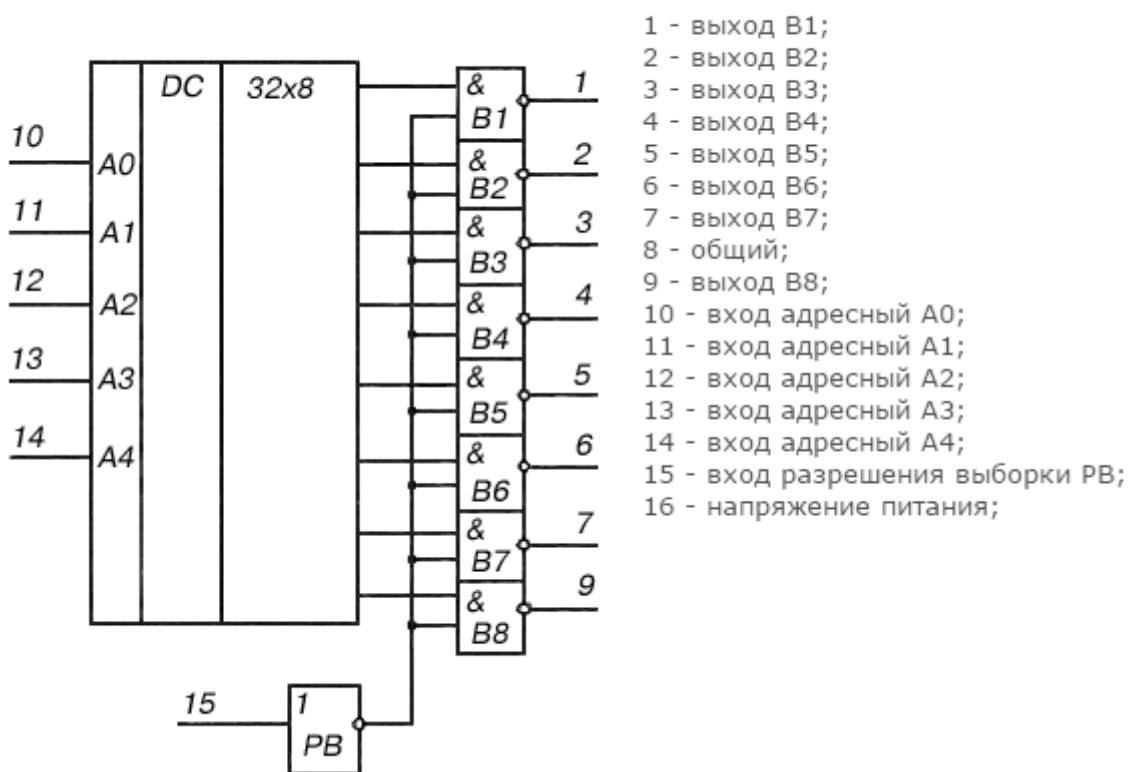 DC
32x8
10
A0
11
A1
12
A2
13
A3
14
A4
&
B1
1
&
B2
2
&
B3
3
&
B4
4
&
B5
5
&
B6
6
&
B7
7
&
B8
9
15
1
PB
1 - выход В1;
2 - выход В2;
3 - выход В3;
4 - выход В4;
5 - выход В5;
6 - выход В6;
7 - выход В7;
8 - общий;
9 - выход В8;
10 - вход адресный А0;
11 - вход адресный А1;
12 - вход адресный А2;
13 - вход адресный А3;
14 - вход адресный А4;
15 - вход разрешения выборки РВ;
16 - напряжение питания;